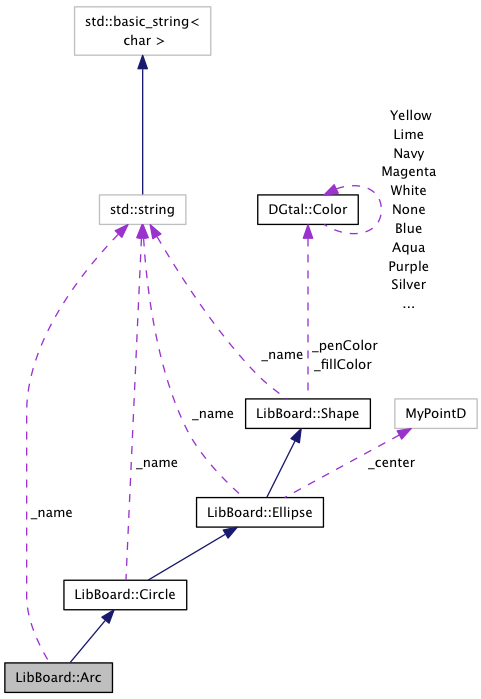 std::basic_string<
char >
Yellow
Lime
Navy
Magenta
White
None
Blue
Aqua
Purple
Silver
...
std::string
DGtal::Color
_name
_penColor
_fillColor
LibBoard::Shape
MyPointD
_name
_name
_center
_name
LibBoard::Ellipse
LibBoard::Circle
LibBoard::Arc